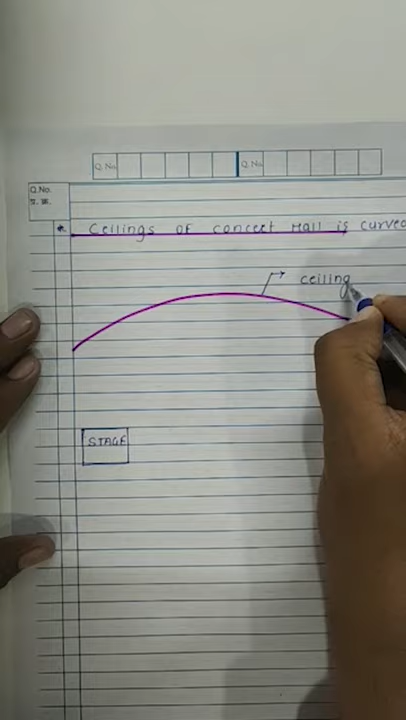 Q.No. Q.No.
Q.No.
प्र. क्र.
* Ceilings of concert Hall is curved
ceiling
STAGE